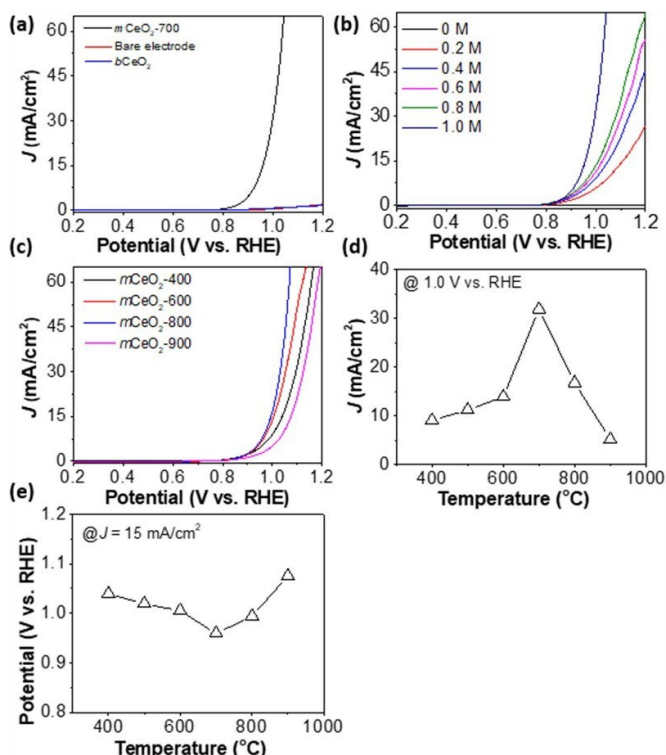 (a)
mCeO2-700
Bare electrode
bCeO2
J (mA/cm2)
60
45
30
15
0
0.2 0.4 0.6 0.8 1.0 1.2
Potential (V vs. RHE)
(b)
0 M
0.2 M
0.4 M
0.6 M
0.8 M
1.0 M
J (mA/cm2)
60
45
30
15
0
0.2 0.4 0.6 0.8 1.0 1.2
Potential (V vs. RHE)
(c)
mCeO2-400
mCeO2-600
mCeO2-800
mCeO2-900
J (mA/cm2)
60
45
30
15
0
0.2 0.4 0.6 0.8 1.0 1.2
Potential (V vs. RHE)
(d)
@ 1.0 V vs. RHE
J (mA/cm2)
40
30
20
10
0
400 600 800 1000
Temperature (°C)
(e)
@J = 15 mA/cm2
Potential (V vs. RHE)
1.2
1.1
1.0
0.9
0.8
400 600 800 1000
Temperature (°C)